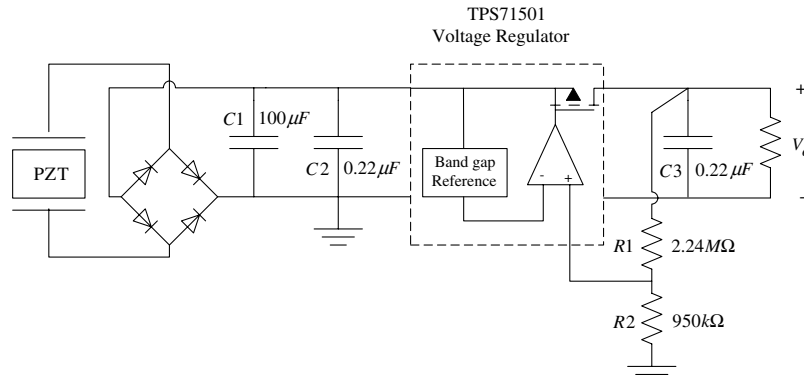 TPS71501
Voltage Regulator
C1
100μF
C2
0.22μF
PZT
Band gap
Reference
-
+
C3
0.22μF
+
-
R1
2.24MΩ
R2
950kΩ